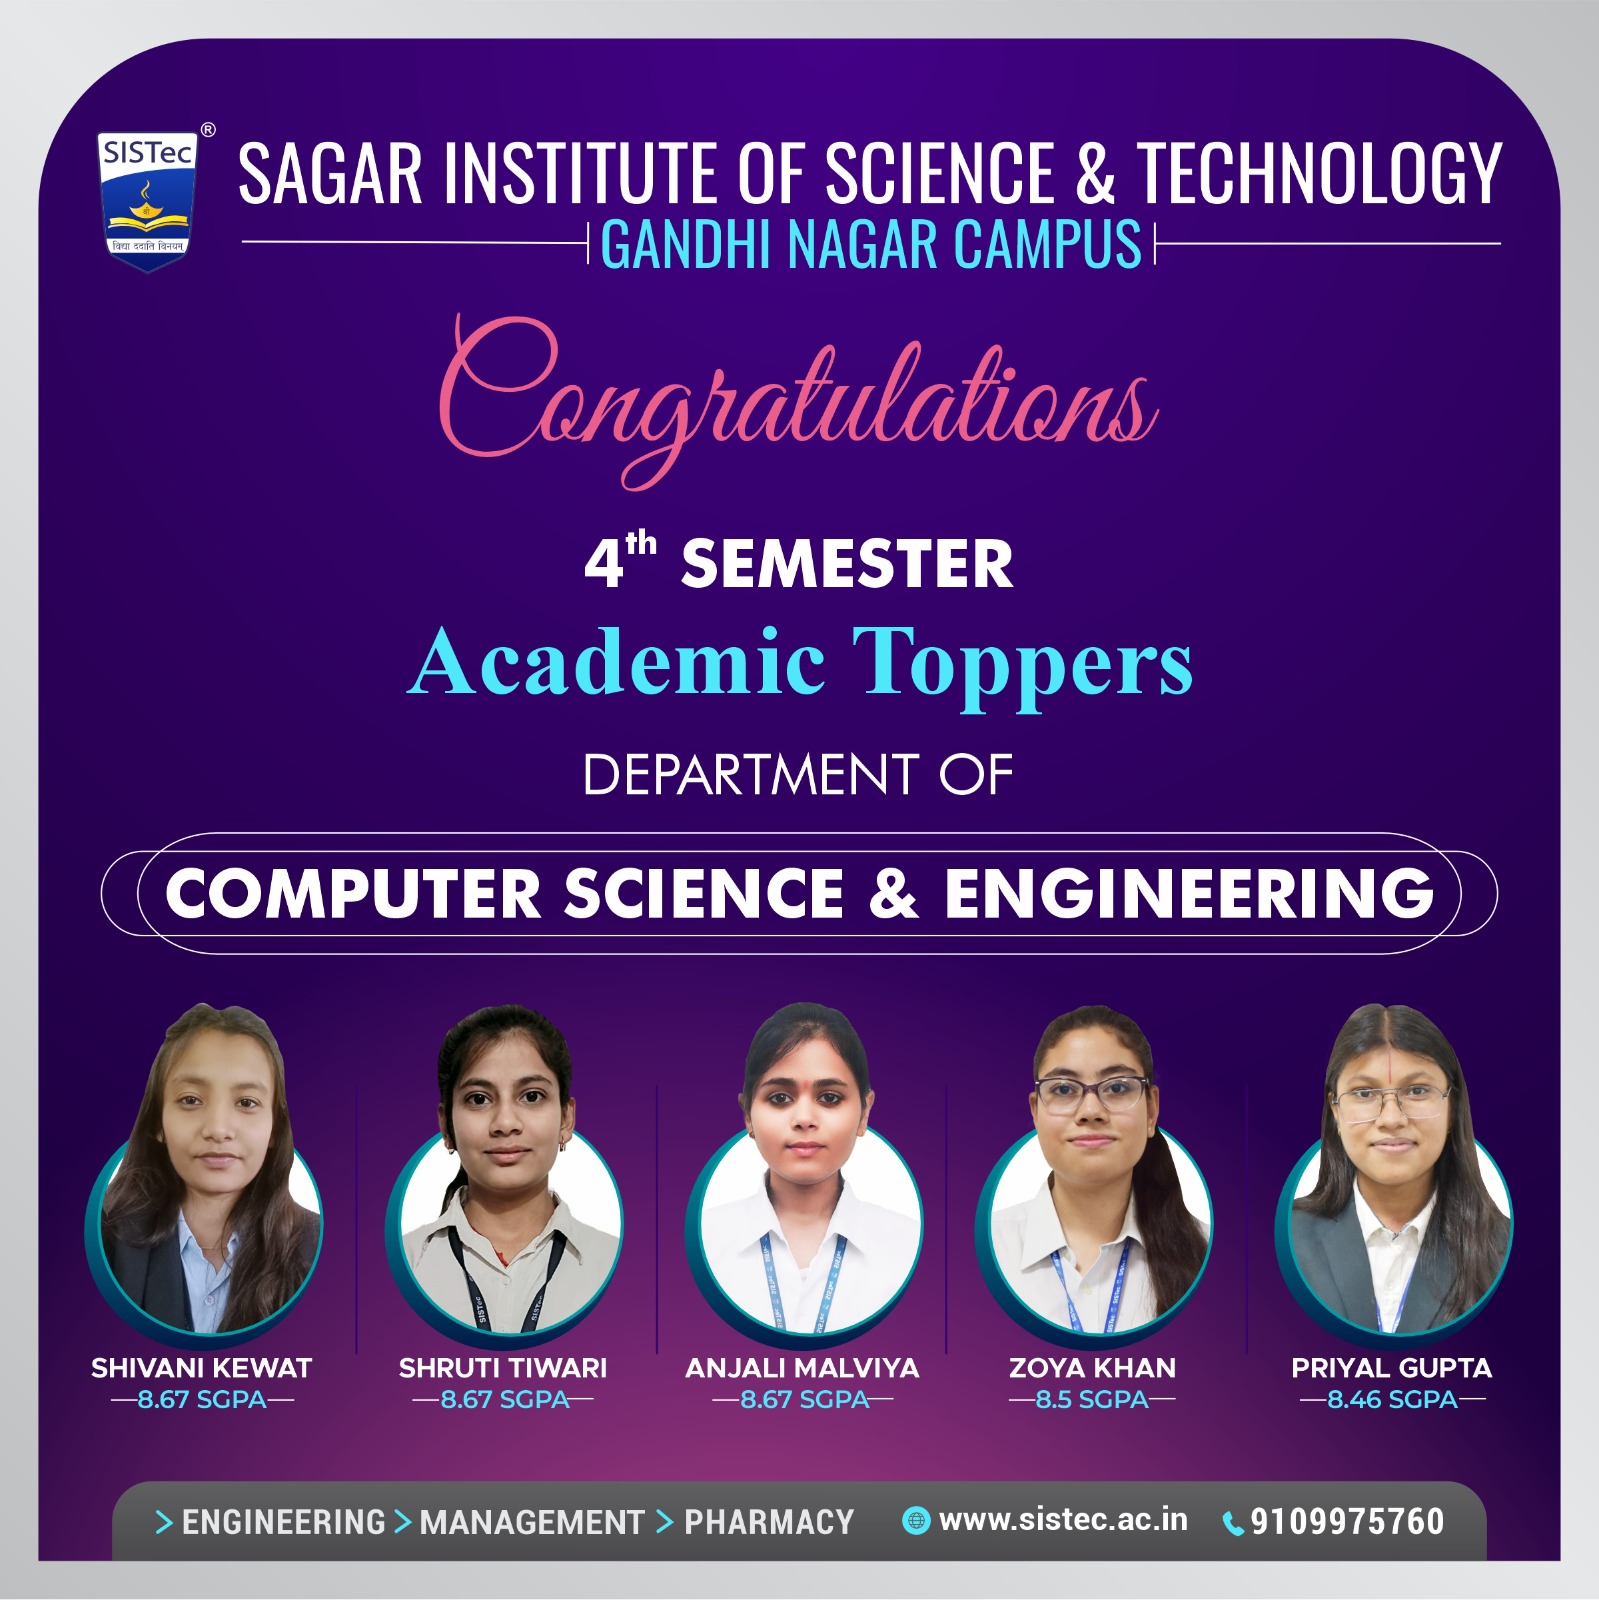 SISTec
®
विद्या ददाति विनयम्
SAGAR INSTITUTE OF SCIENCE & TECHNOLOGY
GANDHI NAGAR CAMPUS
Congratulations
4th SEMESTER
Academic Toppers
DEPARTMENT OF
COMPUTER SCIENCE & ENGINEERING
SHIVANI KEWAT
8.67 SGPA
SHRUTI TIWARI
8.67 SGPA
ANJALI MALVIYA
8.67 SGPA
ZOYA KHAN
8.5 SGPA
PRIYAL GUPTA
8.46 SGPA
> ENGINEERING > MANAGEMENT > PHARMACY
www.sistec.ac.in
9109975760